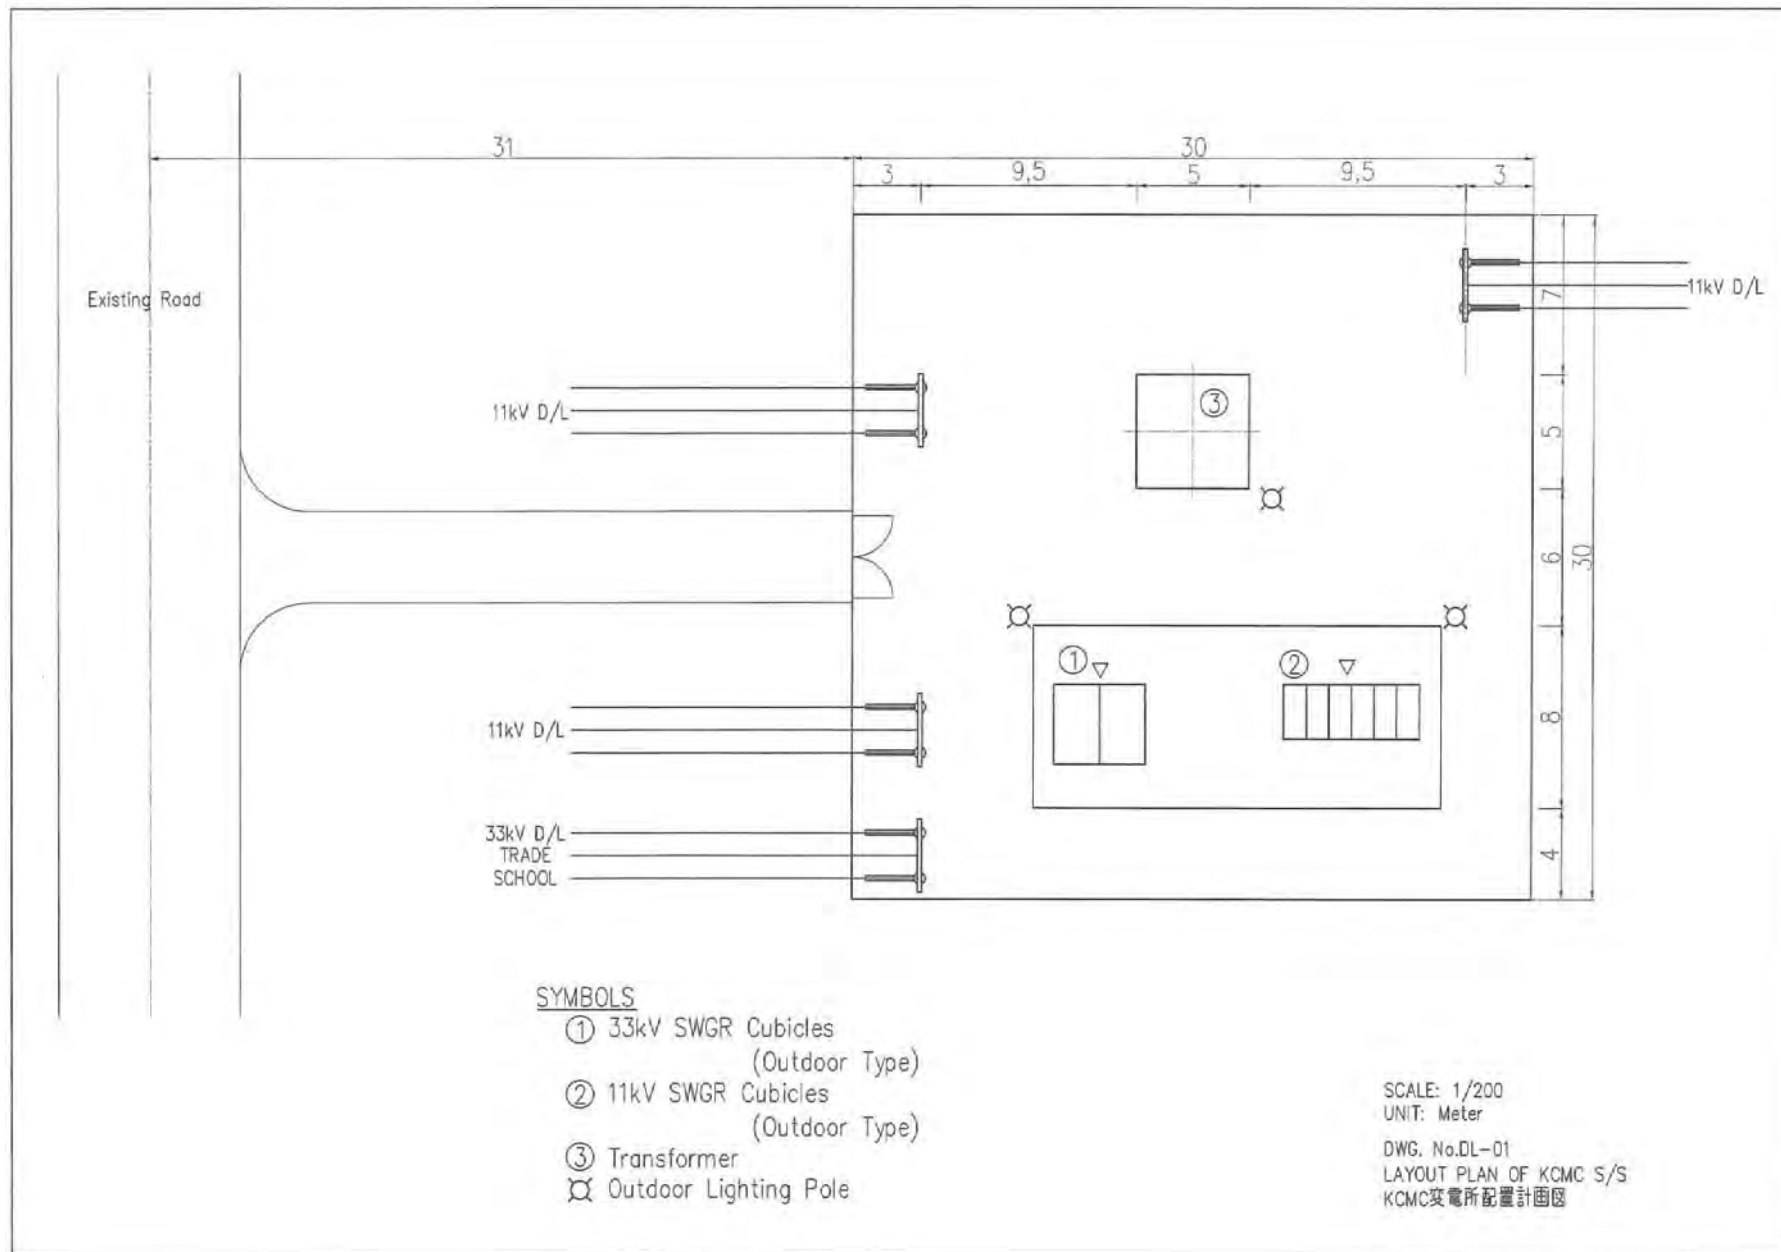 31
30
3
9,5
5
9,5
3
Existing Road
11kV D/L
7
11kV D/L
③
5
6
30
①
②
11kV D/L
8
33kV D/L
TRADE
SCHOOL
4
SYMBOLS
① 33kV SWGR Cubicles
(Outdoor Type)
② 11kV SWGR Cubicles
(Outdoor Type)
③ Transformer
Outdoor Lighting Pole
SCALE: 1/200
UNIT: Meter
DWG. No.DL-01
LAYOUT PLAN OF KCMC S/S
KCMC変電所配置計画図